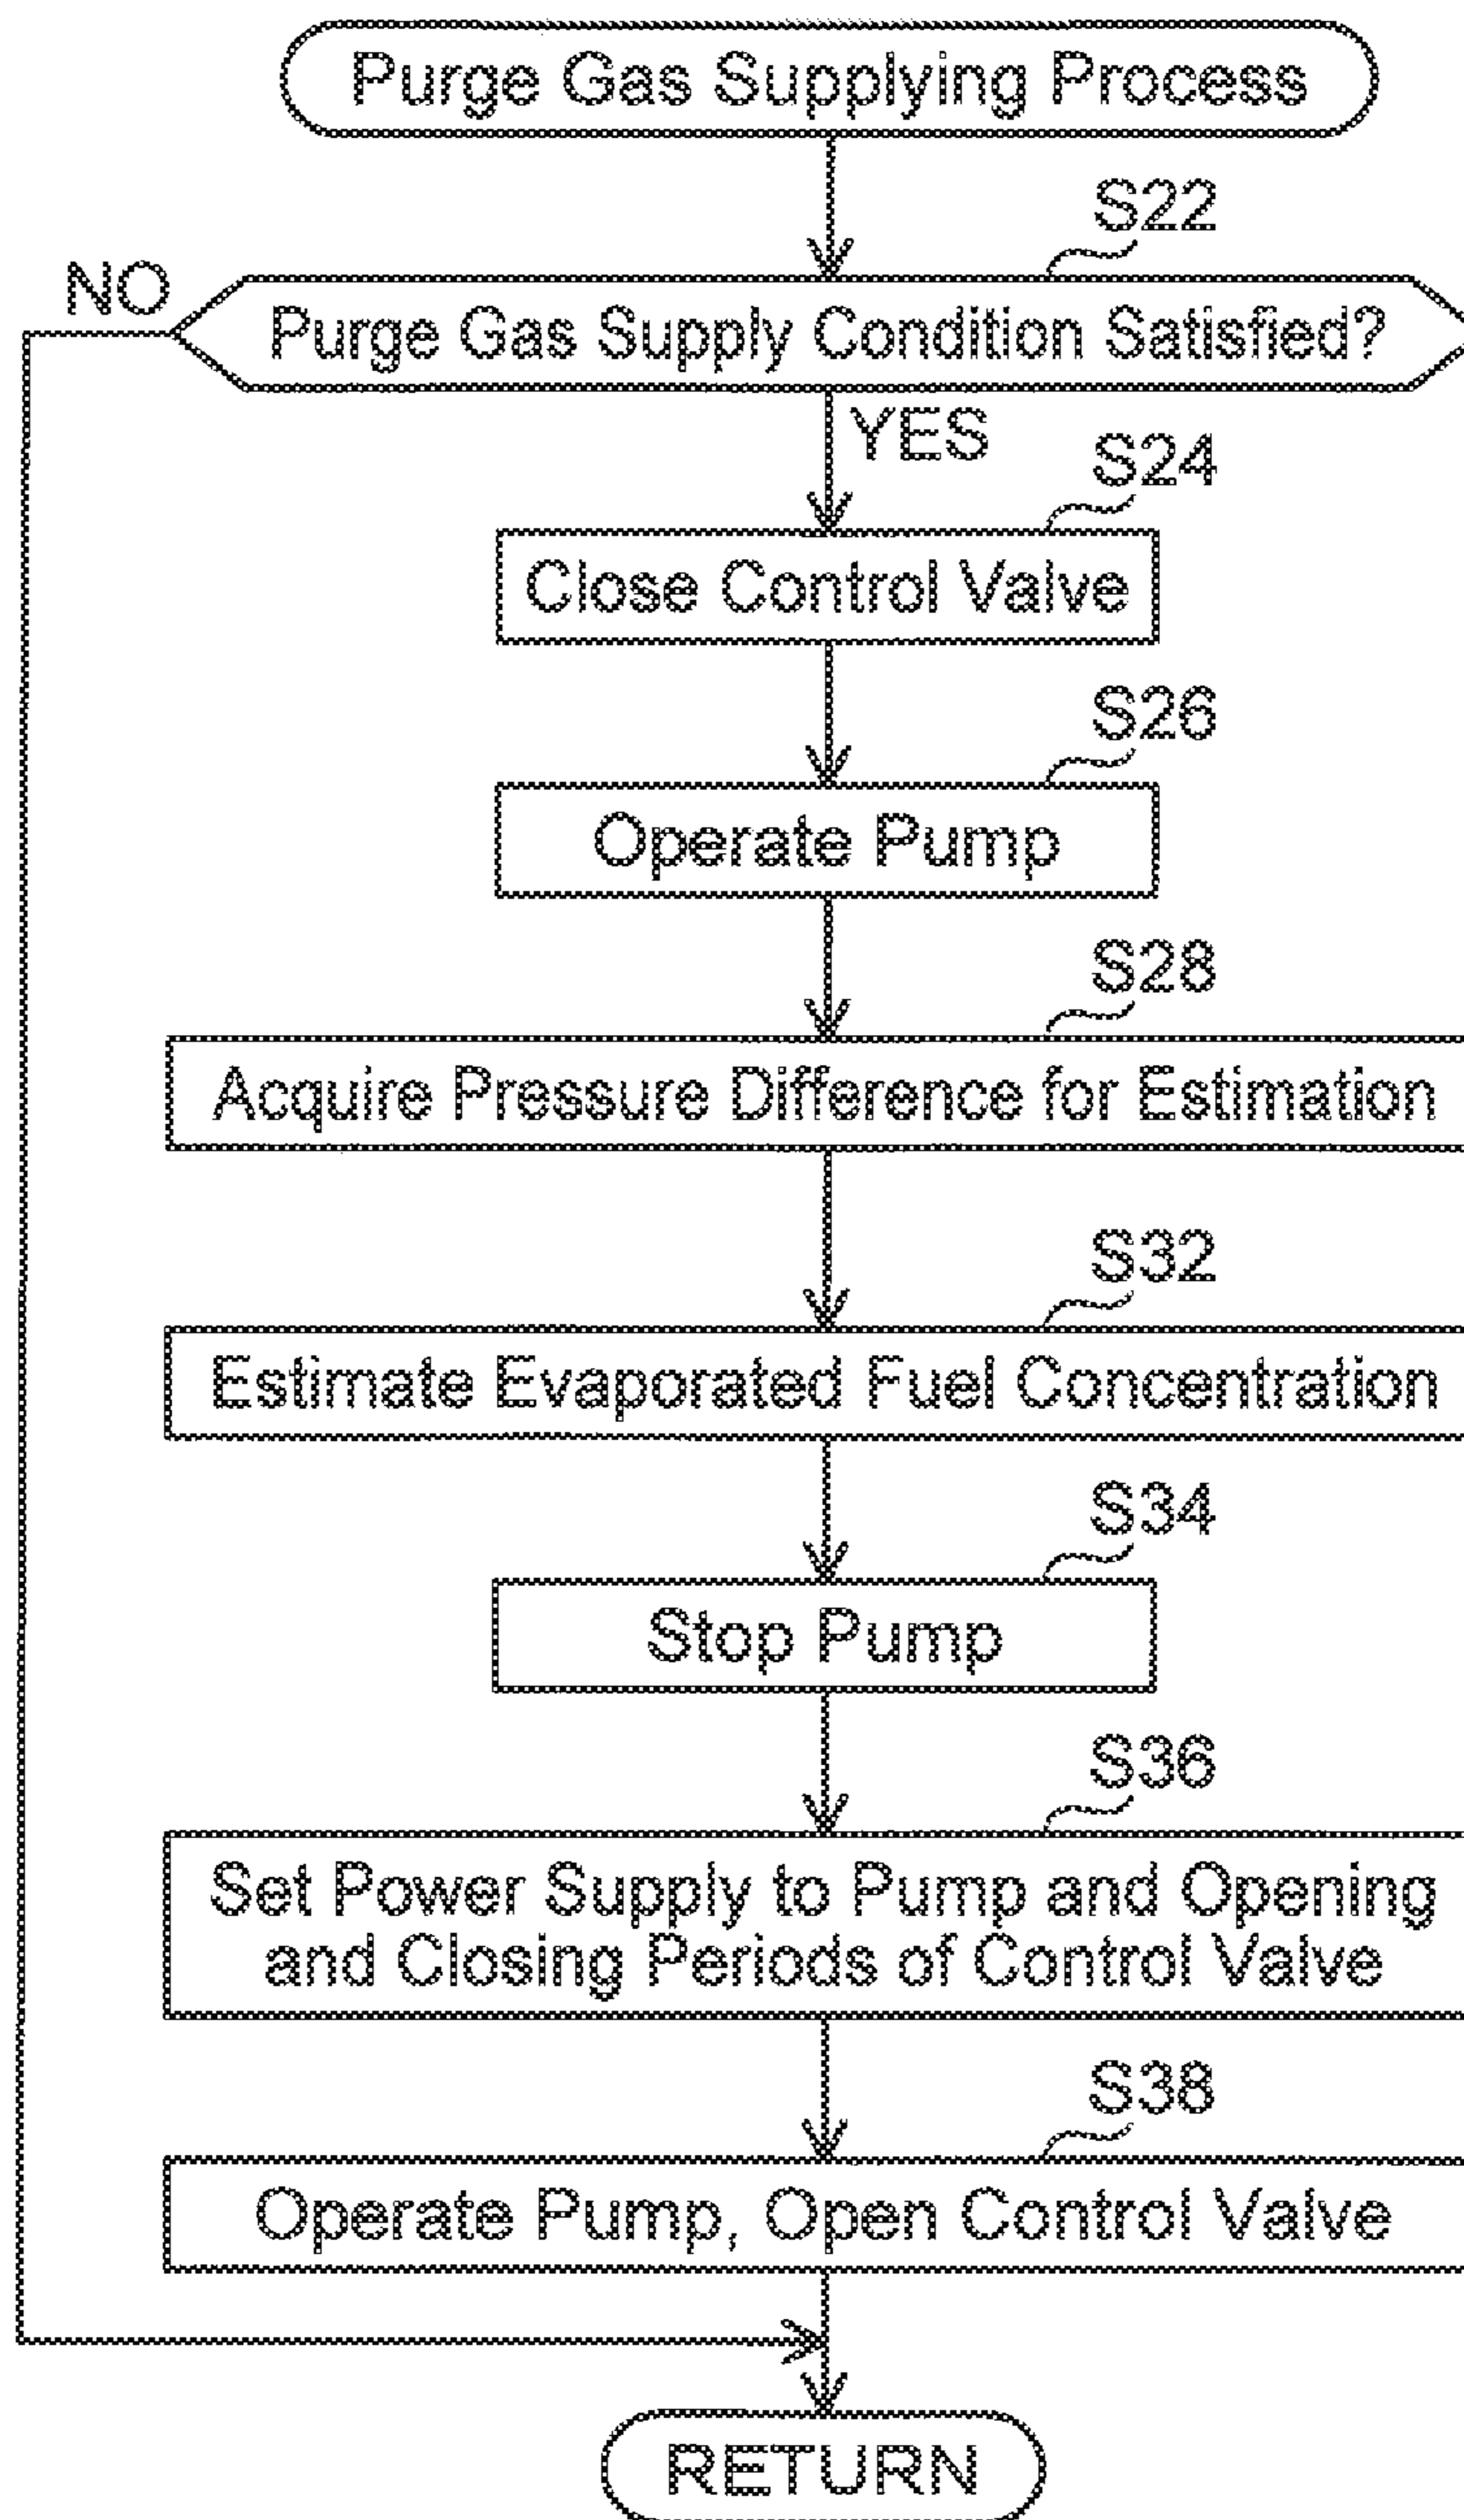 Purge Gas Supplying Process
S22
NO
Purge Gas Supply Condition Satisfied?
YES
S24
Close Control Valve
S26
Operate Pump
S28
Acquire Pressure Difference for Estimation
S32
Estimate Evaporated Fuel Concentration
S34
Stop Pump
S36
Set Power Supply to Pump and Opening
and Closing Periods of Control Valve
S38
Operate Pump, Open Control Valve
RETURN